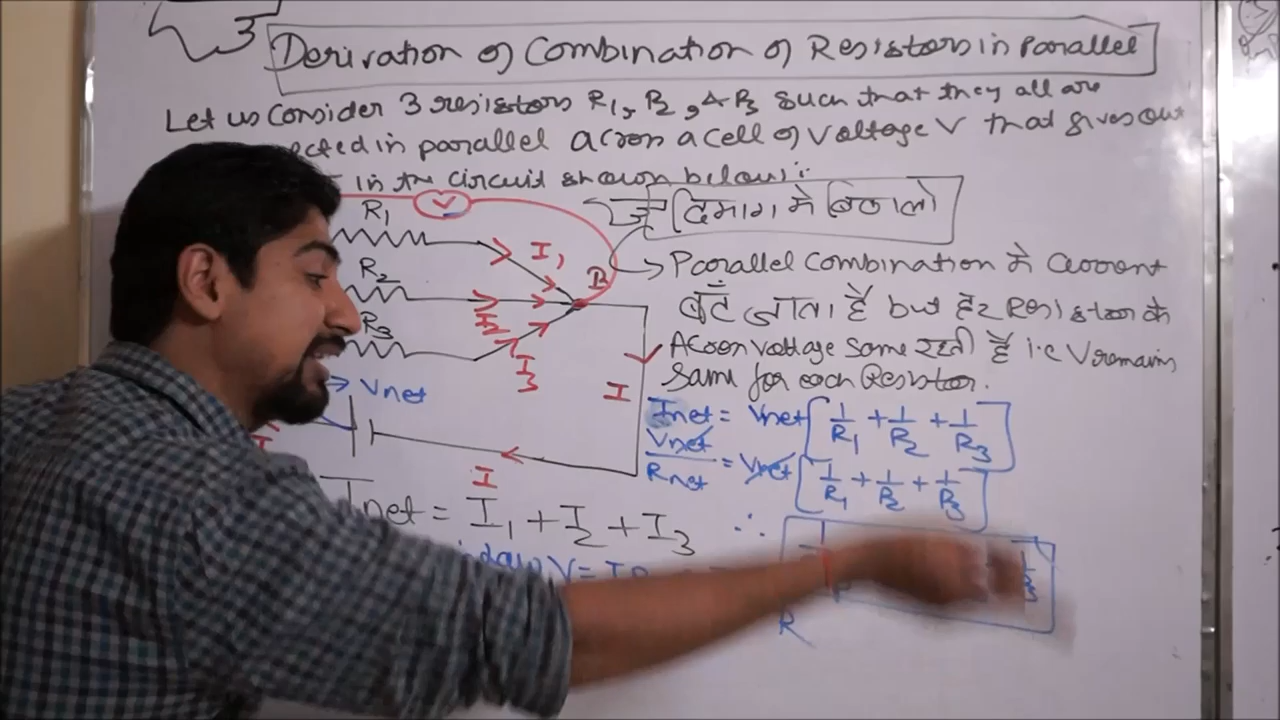 3 Derivation of Combination of Resistors in Parallel
Let us Consider 3 resistors R1, R2, & R3 such that they all are
ected in parallel Across a cell of Voltage V that gives out
I in the circuit shown below:
V
R1
I1
दिमाग मे बिठालो
R2
B
Parallel Combination मे Current
I2
बँट जाता है but हर Resistor के
R3
I3
Across Voltage same रहती है i.e V remains
same for each Resistor.
Vnet
I
Inet = Vnet [ 1/R1 + 1/R2 + 1/R3 ]
Vnet/Rnet = Vnet [ 1/R1 + 1/R2 + 1/R3 ]
I
I
Inet = I1 + I2 + I3
∴
V = IR
R